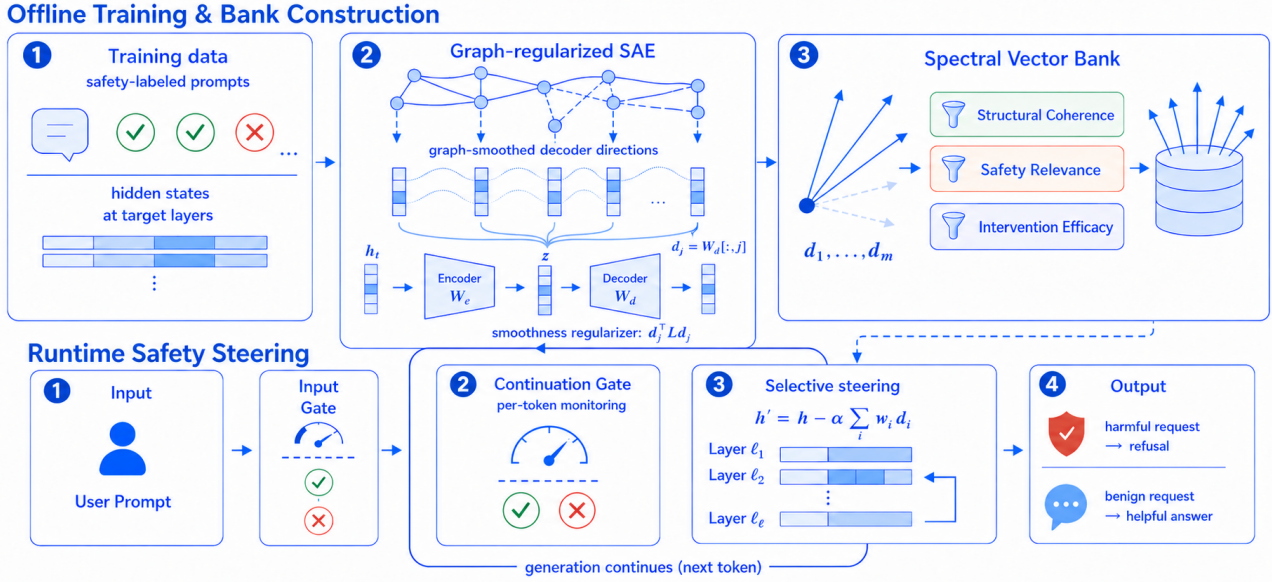 Offline Training & Bank Construction
1
Training data
safety-labeled prompts
...
hidden states
at target layers
⋮
2
Graph-regularized SAE
graph-smoothed decoder directions
...
h_t
z
d_j = W_d[:,j]
Encoder
W_e
Decoder
W_d
smoothness regularizer: d_j^⊤ L d_j
3
Spectral Vector Bank
Structural Coherence
Safety Relevance
Intervention Efficacy
d_1,...,d_m
Runtime Safety Steering
1
Input
User Prompt
Input
Gate
2
Continuation Gate
per-token monitoring
3
Selective steering
h′ = h − α ∑_i w_i d_i
Layer ℓ_1
Layer ℓ_2
⋮
Layer ℓ_ℓ
4
Output
harmful request
→ refusal
benign request
→ helpful answer
generation continues (next token)